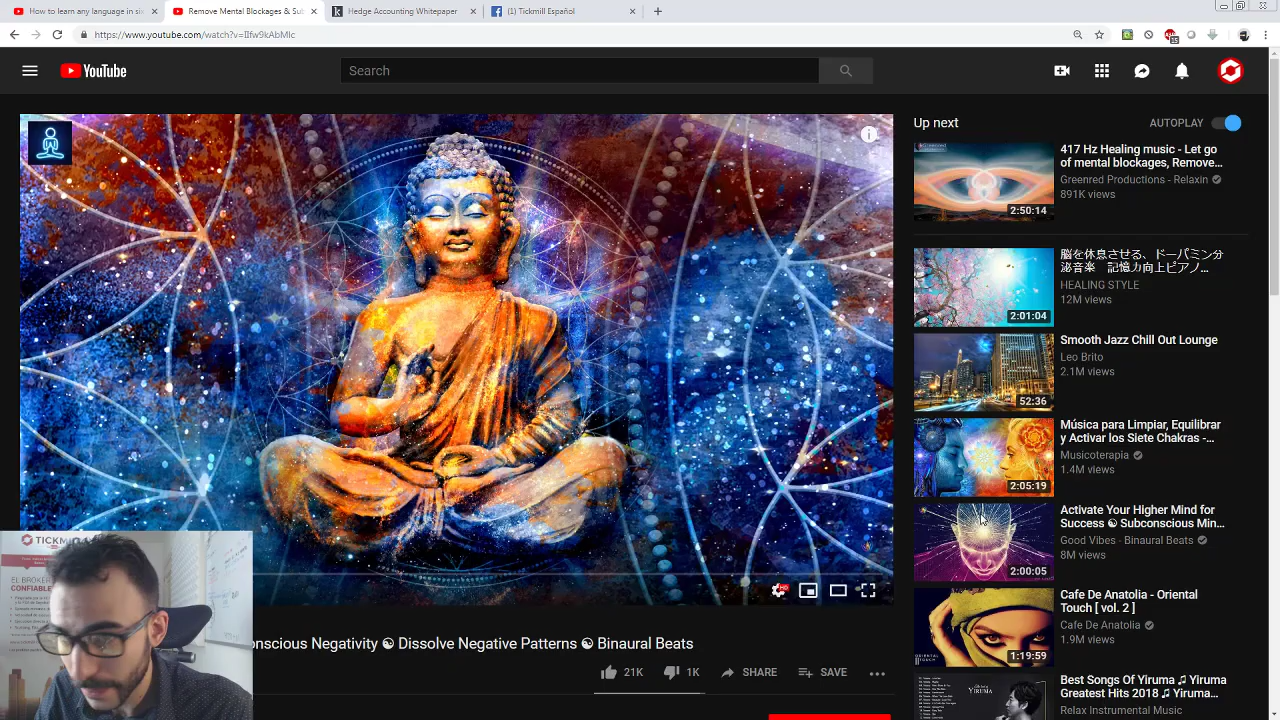 How to learn any language in six
Remove Mental Blockages & Sub
Hedge Accounting Whitepaper
(1) Tickmill Español
https://www.youtube.com/watch?v=IIfw9kAbMic
YouTube
Search
Up next
AUTOPLAY
417 Hz Healing music - Let go
of mental blockages, Remove...
Greenred Productions - Relaxin
891K views
2:50:14
脳を休息させる、ドーパミン分
泌音楽 記憶力向上ピアノ...
HEALING STYLE
12M views
2:01:04
Smooth Jazz Chill Out Lounge
Leo Brito
2.1M views
52:36
Música para Limpiar, Equilibrar
y Activar los Siete Chakras -...
Musicoterapia
1.4M views
2:05:19
Activate Your Higher Mind for
Success ☯ Subconscious Min...
Good Vibes - Binaural Beats
8M views
2:00:05
Cafe De Anatolia - Oriental
Touch [ vol. 2 ]
Cafe De Anatolia
1.9M views
1:19:59
Best Songs Of Yiruma ♫ Yiruma
Greatest Hits 2018 ♫ Yiruma...
Relax Instrumental Music
YIRUMA
TICKM
EL BROKER
CONFIABLE
onscious Negativity ☯ Dissolve Negative Patterns ☯ Binaural Beats
21K
1K
SHARE
SAVE